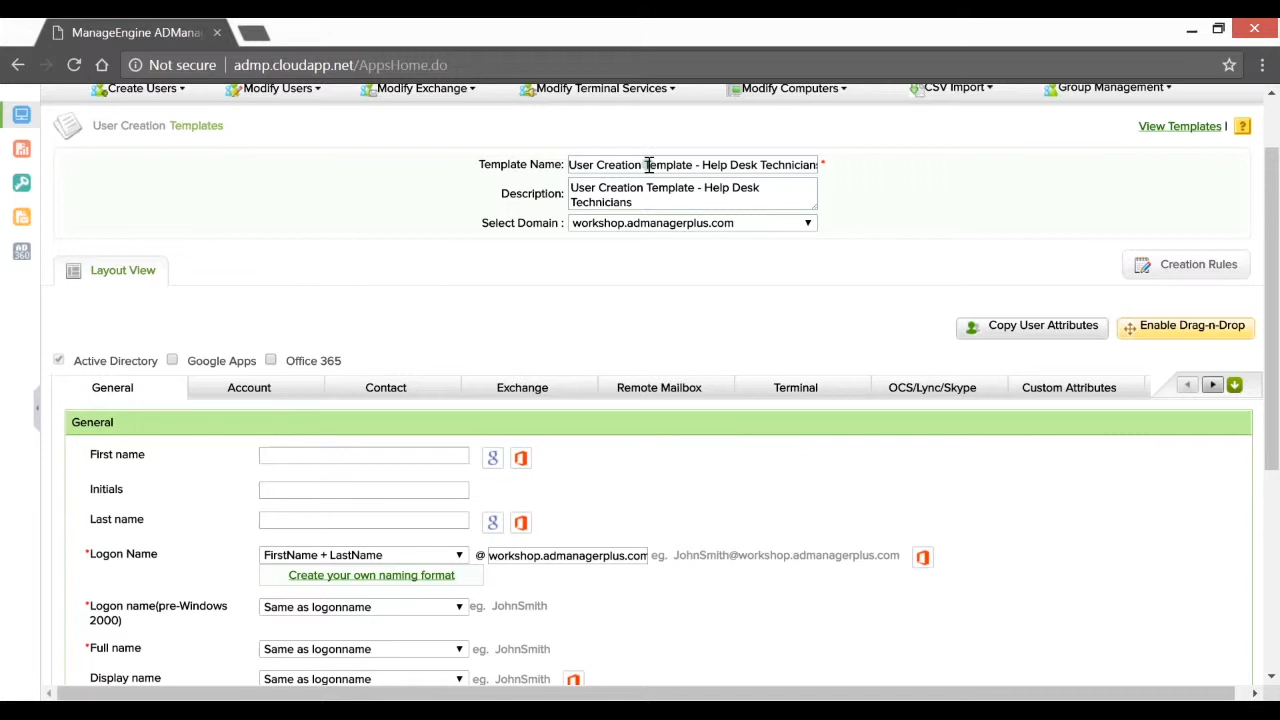 ManageEngine ADMana
Not secure admp.cloudapp.net/AppsHome.do
Create Users Modify Users Modify Exchange Modify Terminal Services Modify Computers CSV Import Group Management
User Creation Templates View Templates | ?
Template Name: User Creation Template - Help Desk Technicians *
Description: User Creation Template - Help Desk
Technicians
Select Domain : workshop.admanagerplus.com
Layout View Creation Rules
Copy User Attributes Enable Drag-n-Drop
Active Directory Google Apps Office 365
General Account Contact Exchange Remote Mailbox Terminal OCS/Lync/Skype Custom Attributes
General
First name
Initials
Last name
*Logon Name FirstName + LastName @ workshop.admanagerplus.com eg. JohnSmith@workshop.admanagerplus.com
Create your own naming format
*Logon name(pre-Windows Same as logonname eg. JohnSmith
2000)
*Full name Same as logonname eg. JohnSmith
Display name Same as logonname eg. JohnSmith
AD
360